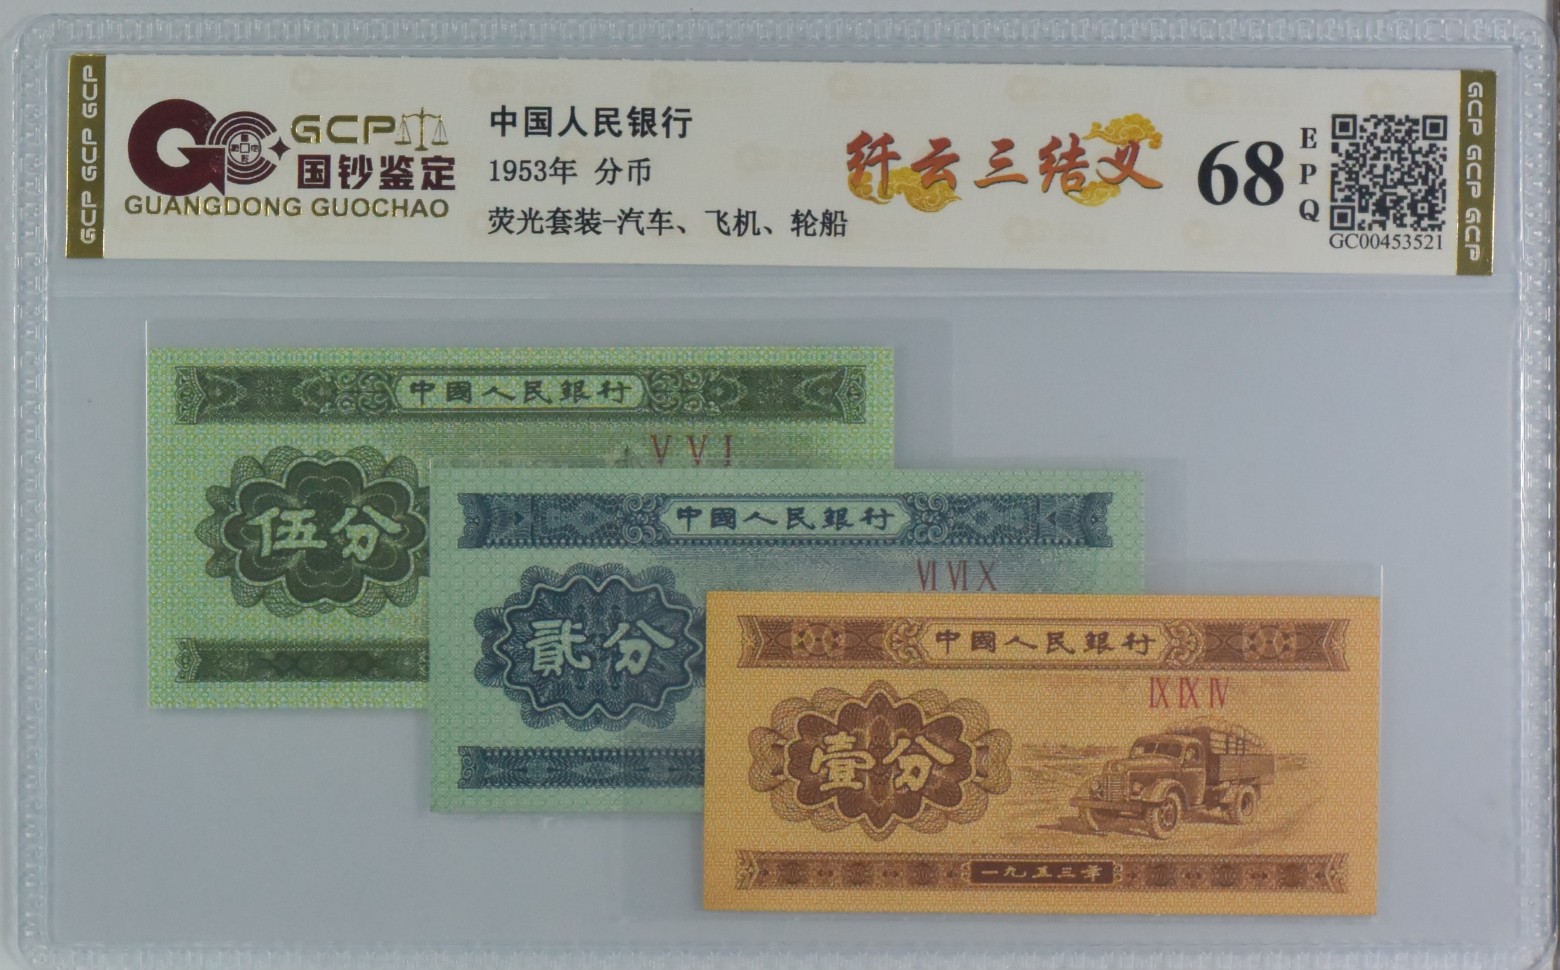 GCP GCP GCP
GCP
国钞鉴定
GUANGDONG GUOCHAO
中国人民银行
1953年 分币
荧光套装-汽车、飞机、轮船
纤云三结义
68
EPQ
GC00453521
GCP GCP GCP
中國人民銀行
V V I
伍分
中國人民銀行
VI VI X
貳分
中國人民銀行
IX IX IV
壹分
一九五三年